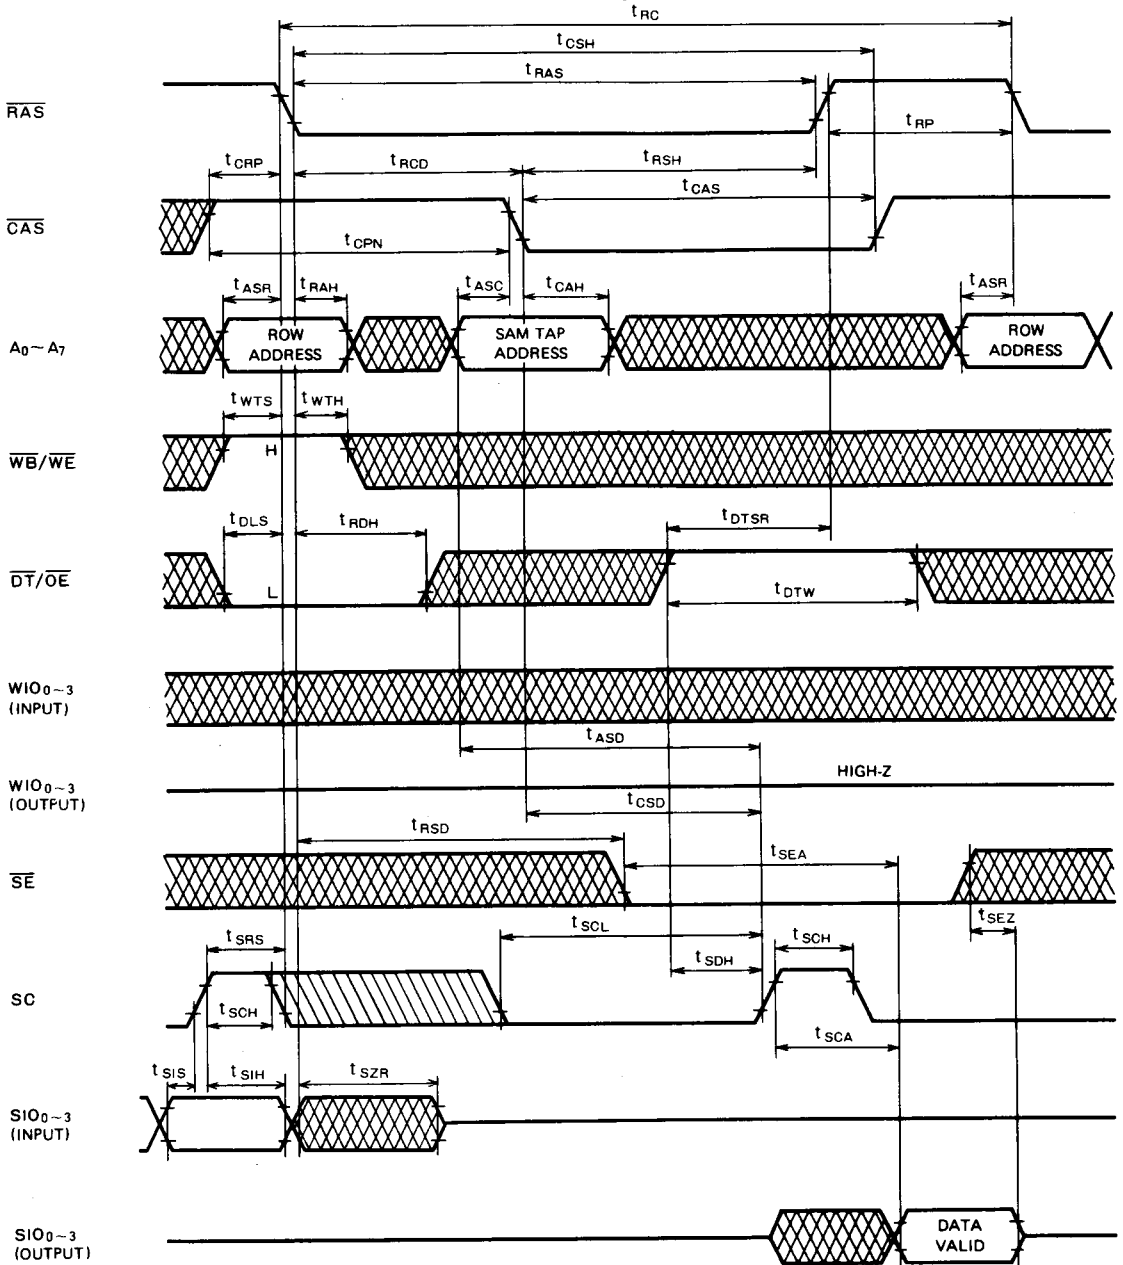 tRC
tCSH
tRAS
RAS
tRP
tCRP
tRCD
tRSH
tCAS
CAS
tCPN
tASR
tRAH
tASC
tCAH
tASR
A0~A7
ROW ADDRESS
SAM TAP ADDRESS
ROW ADDRESS
tWTS
tWTH
WB/WE
H
tDLS
tRDH
tDTSR
DT/OE
L
tDTW
WIO0~3
(INPUT)
tASD
WIO0~3
(OUTPUT)
HIGH-Z
tCSD
tRSD
tSEA
SE
tSEZ
tSCL
tSRS
tSCH
tSDH
SC
tSCH
tSCA
tSIS
tSIH
tSZR
SIO0~3
(INPUT)
SIO0~3
(OUTPUT)
DATA VALID